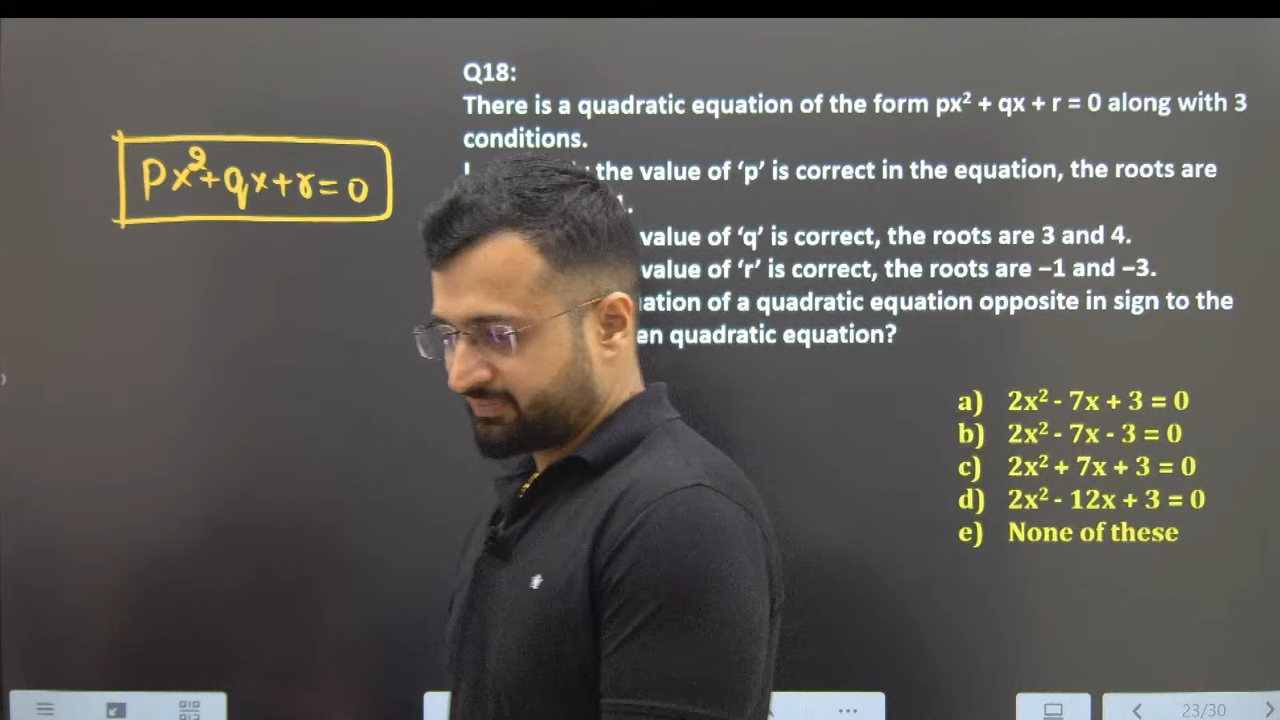 Q18:
There is a quadratic equation of the form px² + qx + r = 0 along with 3
conditions.
the value of ‘p’ is correct in the equation, the roots are
value of ‘q’ is correct, the roots are 3 and 4.
value of ‘r’ is correct, the roots are –1 and –3.
of a quadratic equation opposite in sign to the
quadratic equation?
px²+qx+r=0
a) 2x² - 7x + 3 = 0
b) 2x² - 7x - 3 = 0
c) 2x² + 7x + 3 = 0
d) 2x² - 12x + 3 = 0
e) None of these
23/30